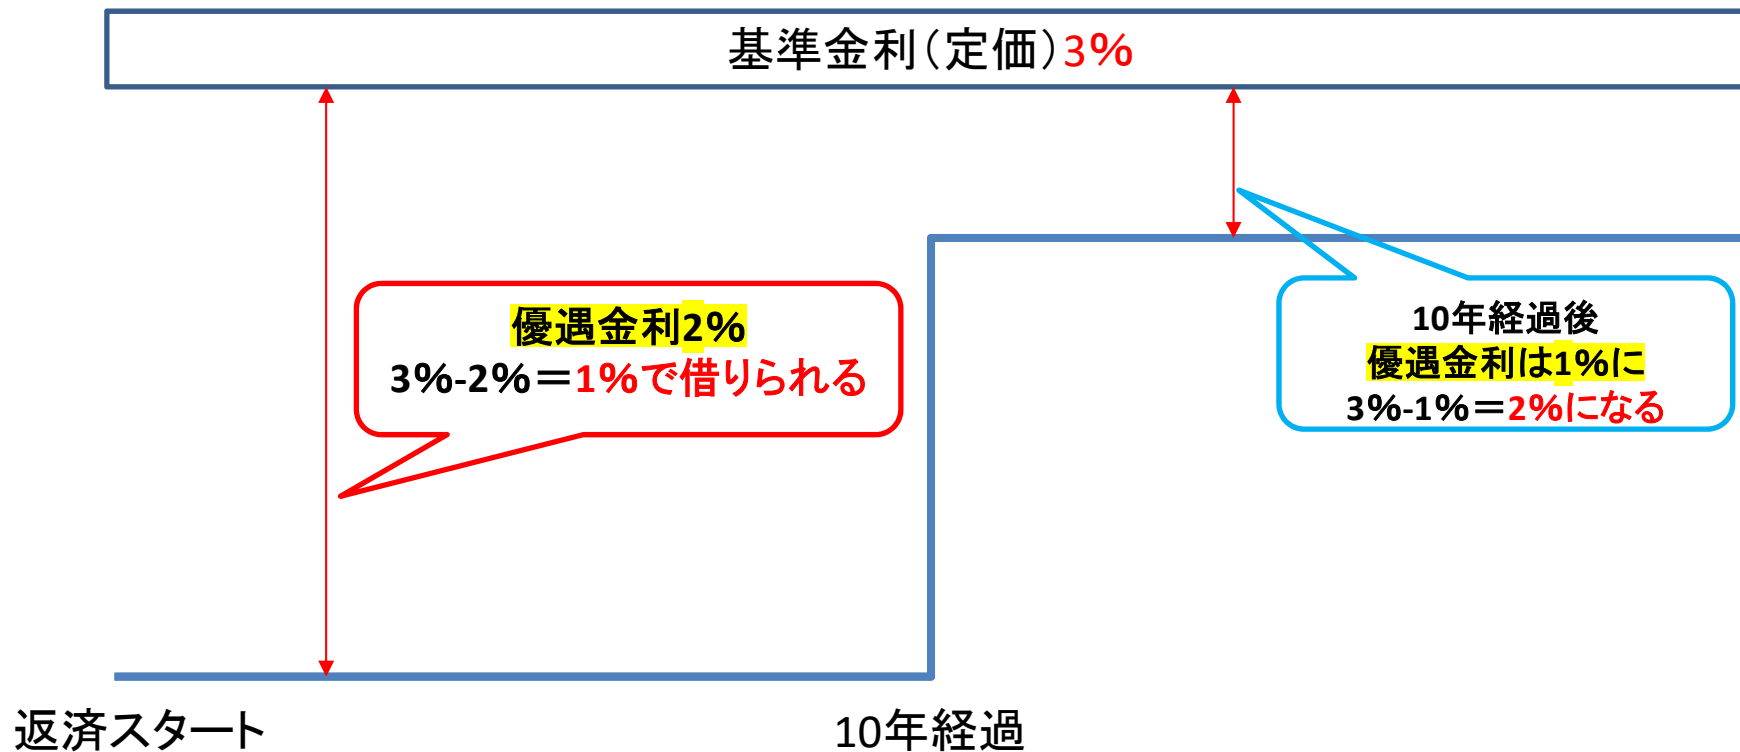 基準金利（定価）3%
優遇金利2%
3%-2%＝1%で借りられる
10年経過後
優遇金利は1%に
3%-1%＝2%になる
返済スタート
10年経過